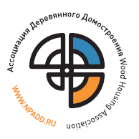 Ассоциация Деревянного Домостроения
Wood Housing Association
WWW.NPADD.RU